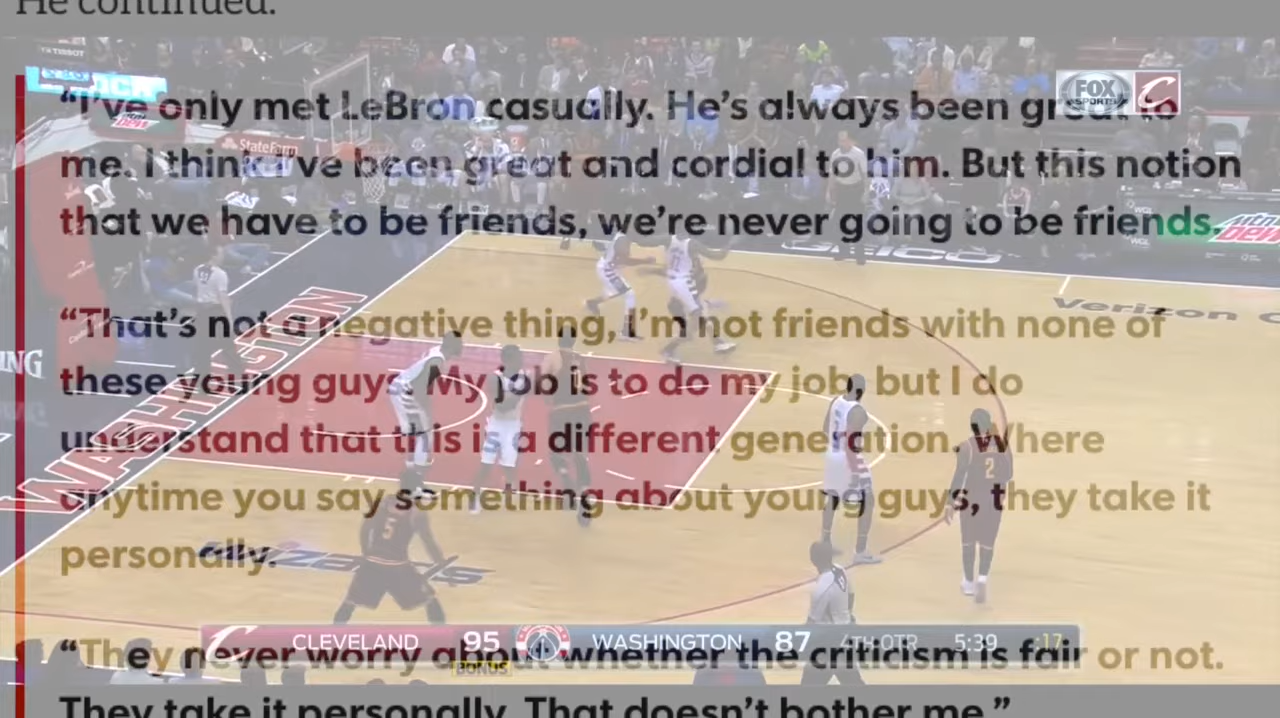 He continued:
TISSOT
FOX
SPORTS
“I’ve only met LeBron casually. He’s always been great to
me. I think I’ve been great and cordial to him. But this notion
that we have to be friends, we’re never going to be friends.
StateFarm
GEICO
mtn
DEW
Verizon C
“That’s not a negative thing, I’m not friends with none of
these young guys. My job is to do my job, but I do
understand that this is a different generation. Where
anytime you say something about young guys, they take it
personally.
WASHINGTON
2
5
wizards
CLEVELAND 95 WASHINGTON 87 4TH QTR 5:39 :17
BONUS
“They never worry about whether the criticism is fair or not.
They take it personally. That doesn’t bother me.”